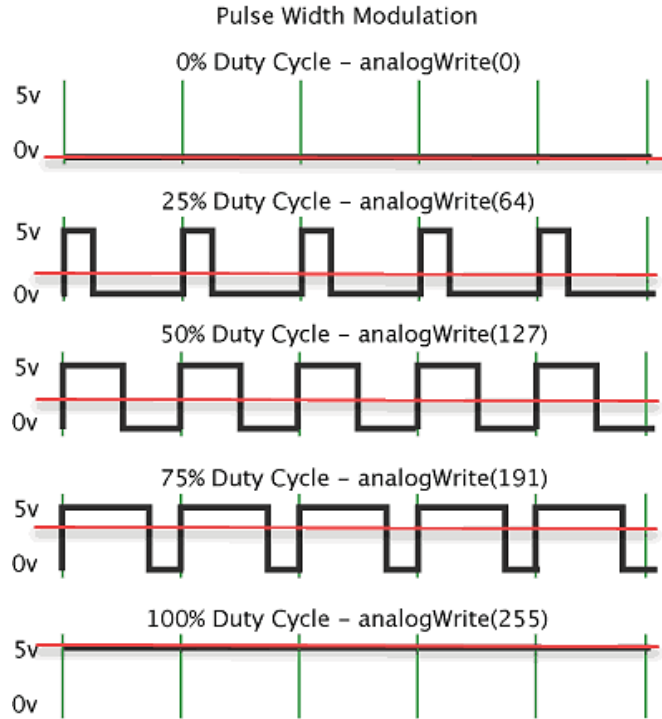 Pulse Width Modulation
0% Duty Cycle – analogWrite(0)
5v
0v
25% Duty Cycle – analogWrite(64)
5v
0v
50% Duty Cycle – analogWrite(127)
5v
0v
75% Duty Cycle – analogWrite(191)
5v
0v
100% Duty Cycle – analogWrite(255)
5v
0v